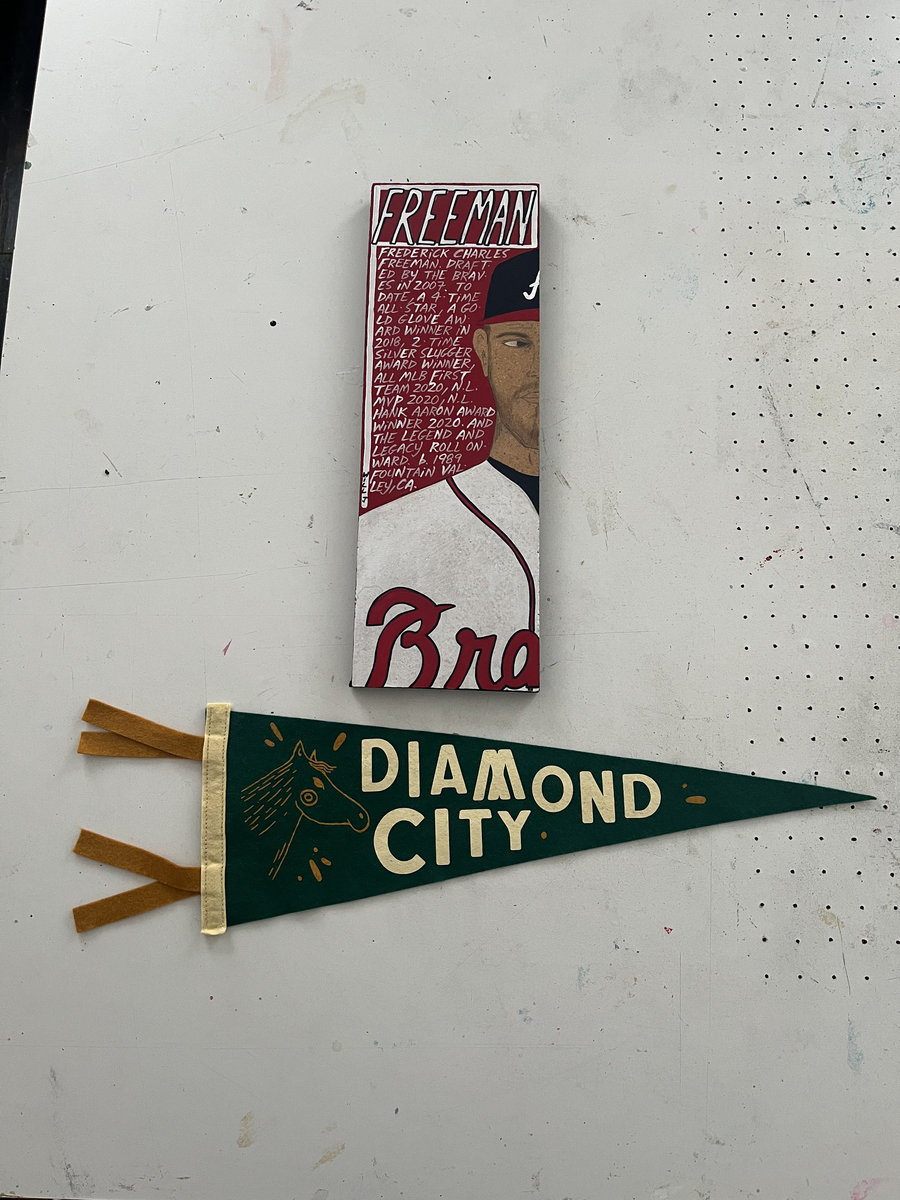 FREEMAN
FREDERICK CHARLES
FREEMAN. DRAFT-
ED BY THE BRAV-
ES IN 2007. TO
DATE, A 4-TIME
ALL-STAR, A GO-
LD GLOVE AW-
ARD WINNER IN
2018, 2-TIME
SILVER SLUGGER
AWARD WINNER,
ALL MLB FIRST
TEAM 2020, N.L.
MVP 2020, N.L.
HANK AARON AWARD
WINNER 2020. AND
THE LEGEND AND
LEGACY ROLL ON-
WARD. b. 1989
FOUNTAIN VAL-
LEY, CA.
Bra
DIAMOND
CITY